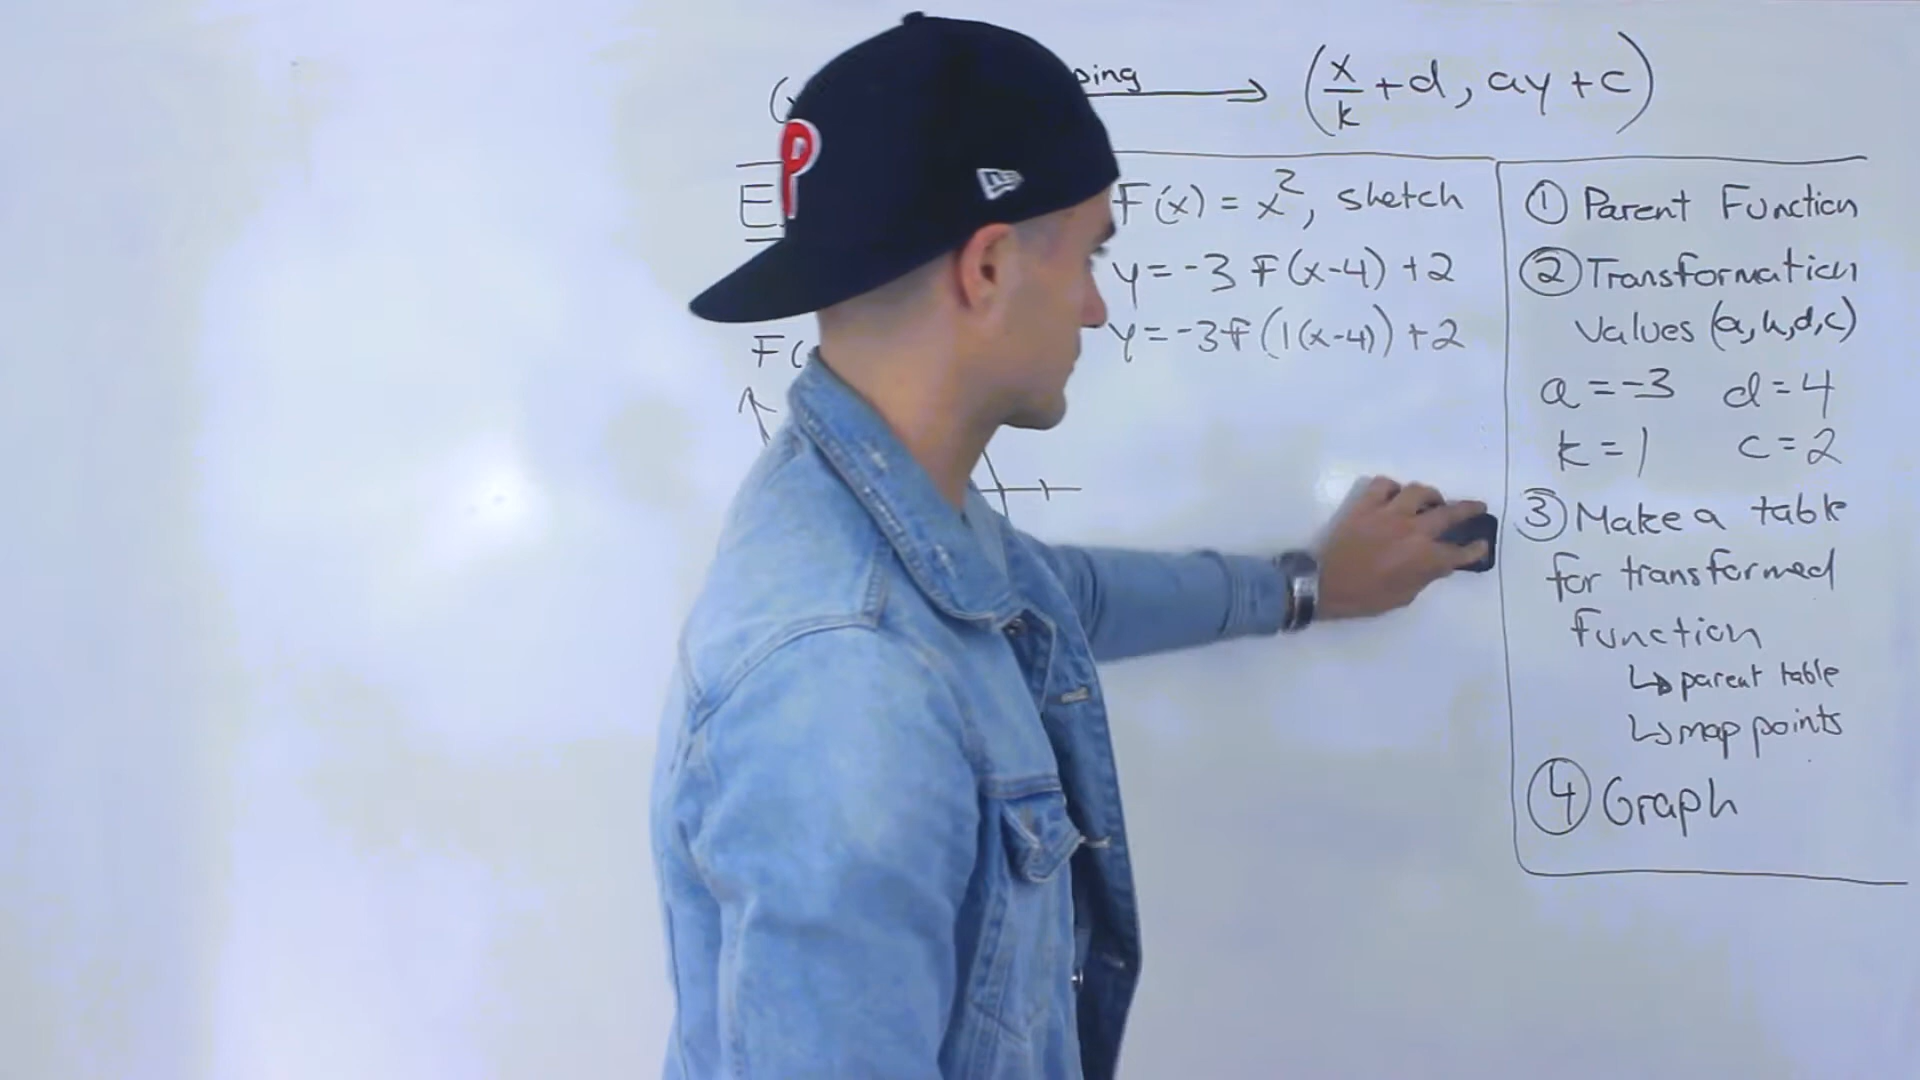 (x/k + d, ay + c)
F(x) = x², sketch
y = -3 F(x-4) + 2
y = -3F(1(x-4)) + 2
F(
P
① Parent Function
② Transformation
Values (a,k,d,c)
a = -3 d = 4
k = 1 c = 2
③ Make a table
for transformed
function
↳ parent table
↳ map points
④ Graph